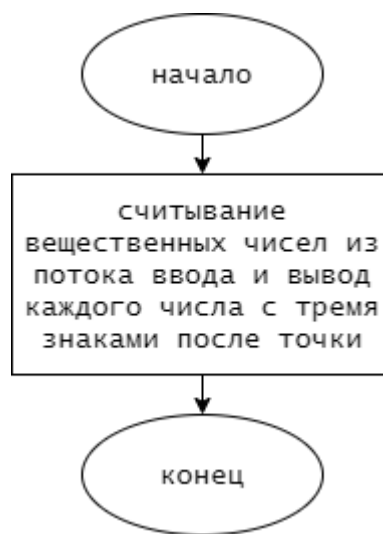 начало
считывание
вещественных чисел из
потока ввода и вывод
каждого числа с тремя
знаками после точки
конец